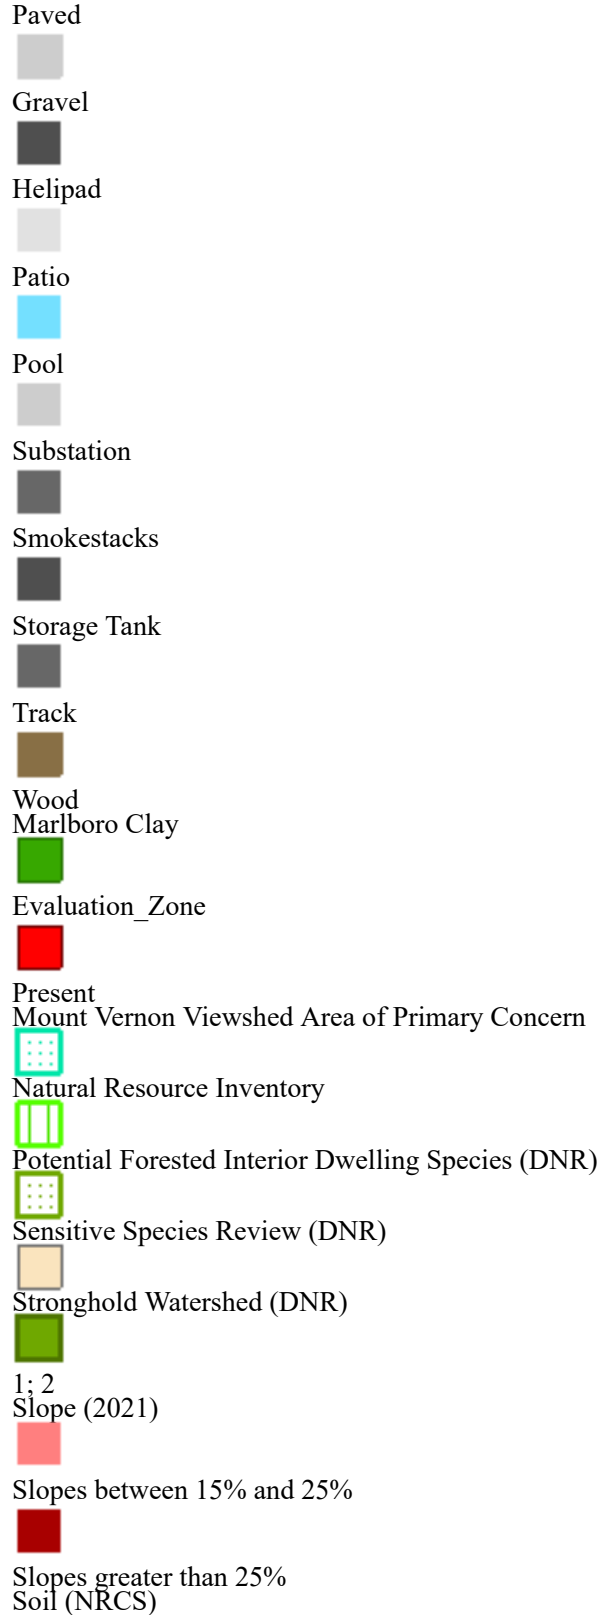 Paved
Gravel
Helipad
Patio
Pool
Substation
Smokestacks
Storage Tank
Track
Wood
Marlboro Clay
Evaluation_Zone
Present
Mount Vernon Viewshed Area of Primary Concern
Natural Resource Inventory
Potential Forested Interior Dwelling Species (DNR)
Sensitive Species Review (DNR)
Stronghold Watershed (DNR)
1; 2
Slope (2021)
Slopes between 15% and 25%
Slopes greater than 25%
Soil (NRCS)